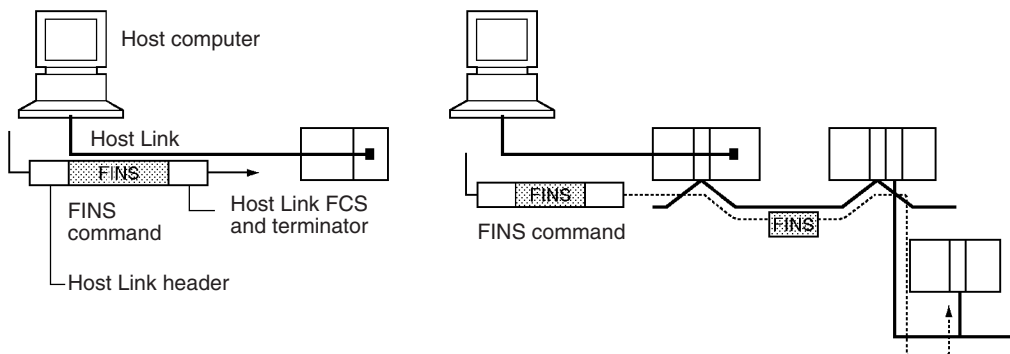 Host computer
Host Link
FINS
FINS
command
Host Link FCS
and terminator
Host Link header
FINS
FINS command
FINS